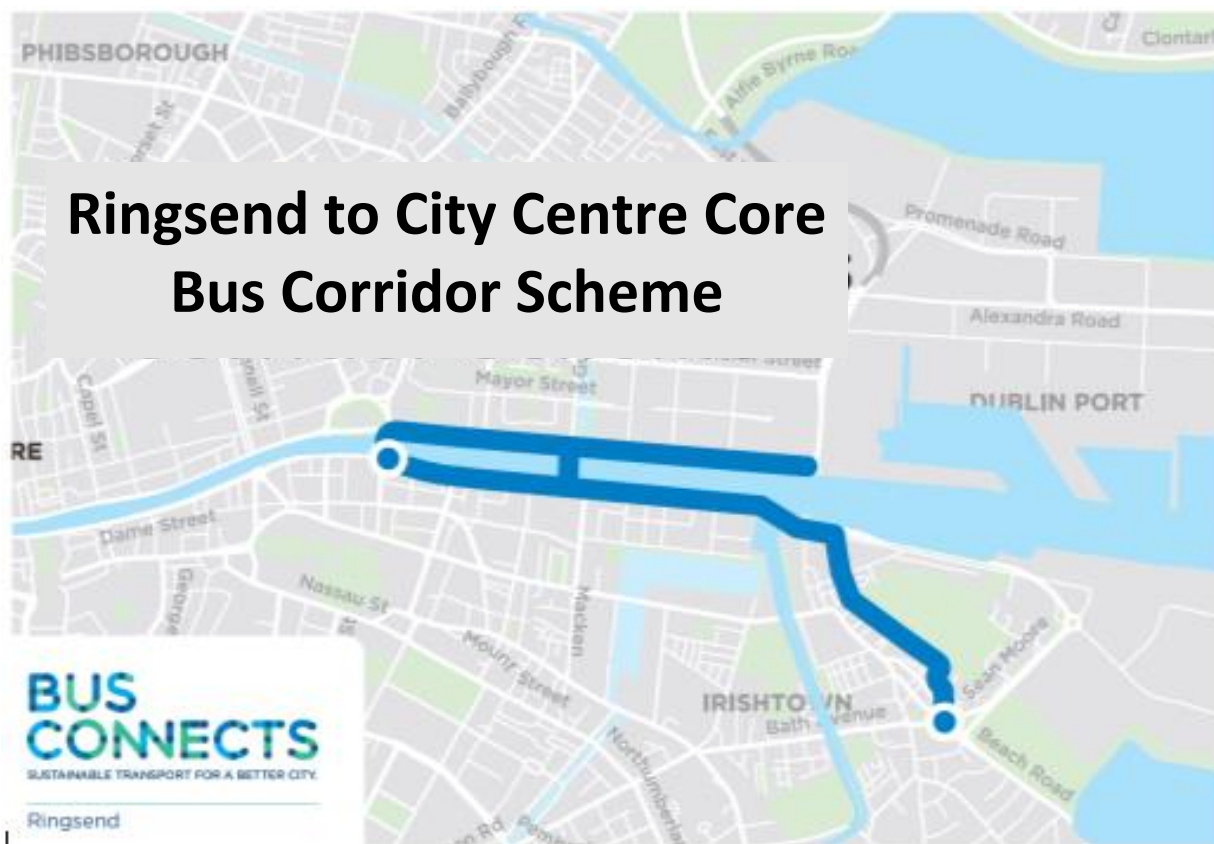 PHIBSBOROUGH
Clontarf
Alfie Byrne Road
Ringsend to City Centre Core
Bus Corridor Scheme
Promenade Road
Alexandra Road
Mayor Street
Capel St
DUBLIN PORT
RE
Dame Street
Nassau St
Macken
Mount Street
Sean Moore
IRISHTOWN
Bath Avenue
Beach Road
BUS
CONNECTS
SUSTAINABLE TRANSPORT FOR A BETTER CITY.
Ringsend